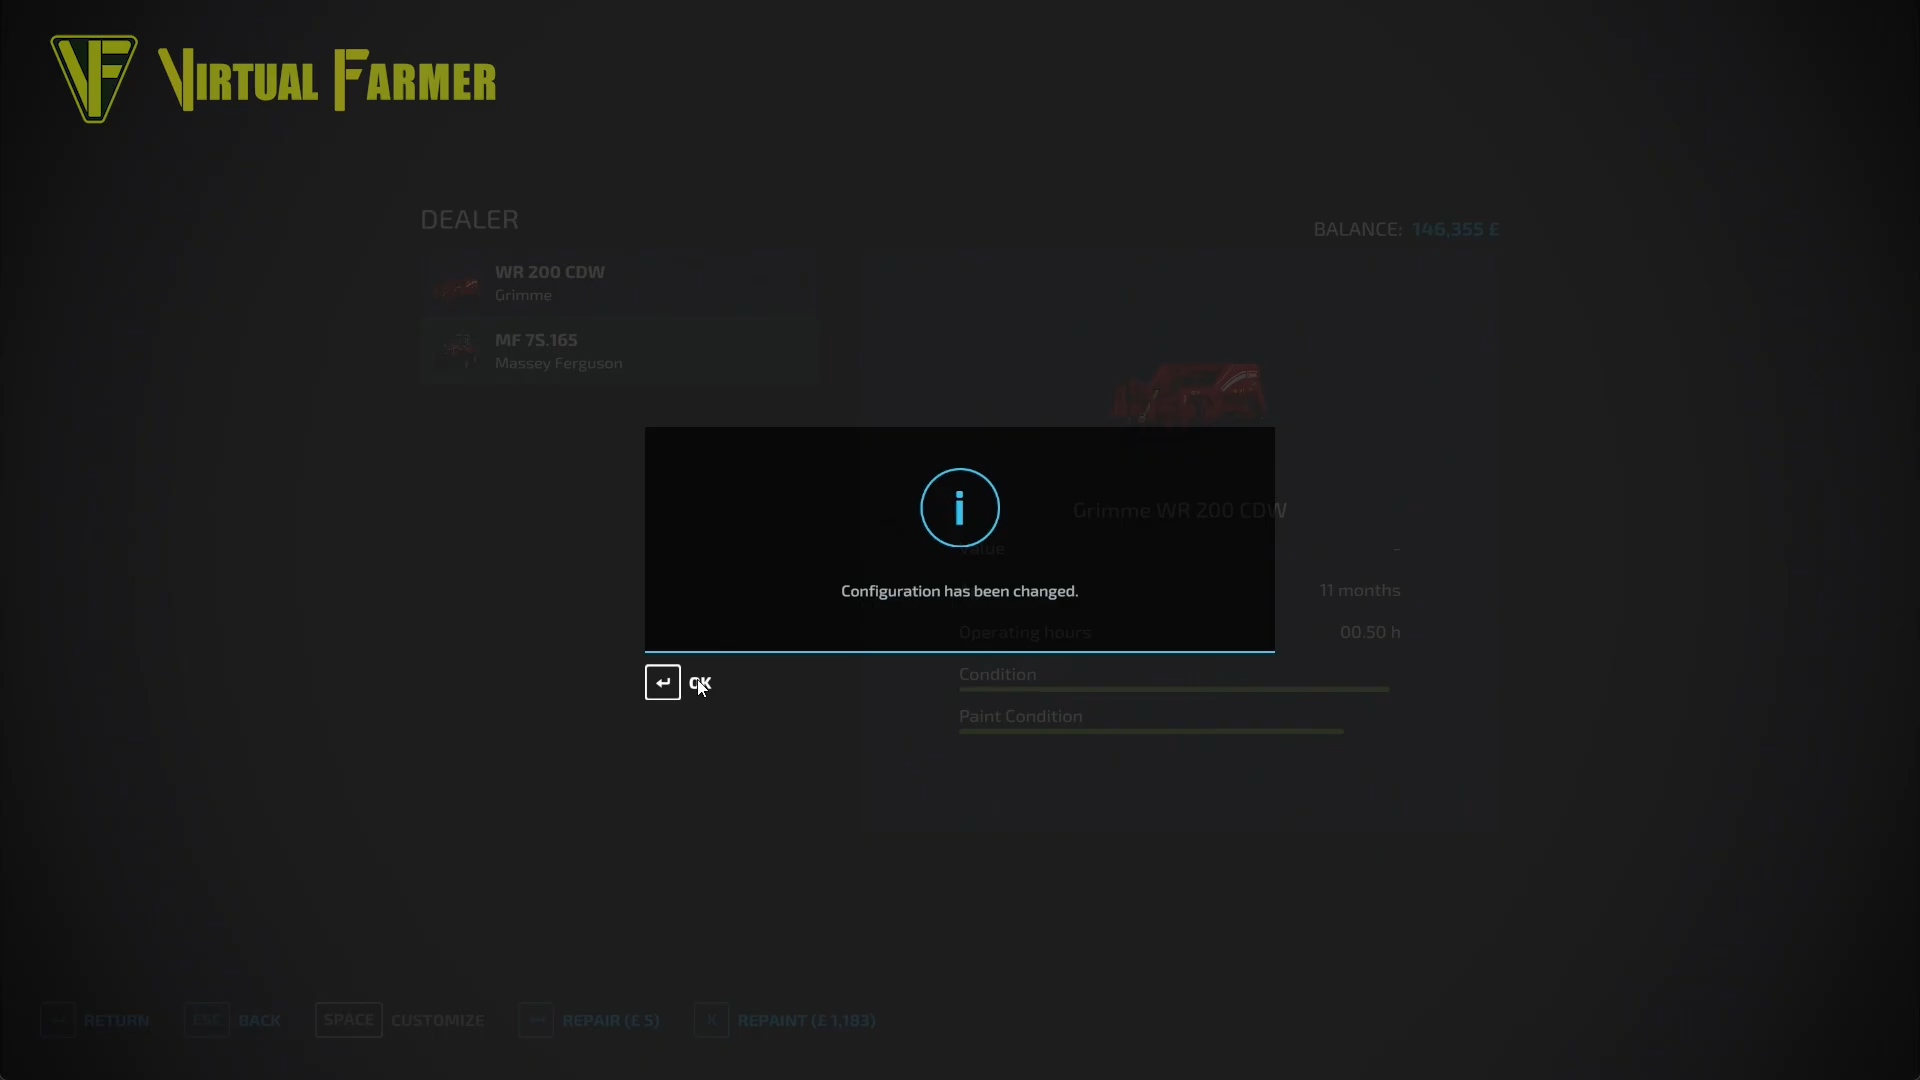 VF VIRTUAL FARMER
DEALER
BALANCE: 146,355 £
WR 200 CDW
Grimme
MF 7S.165
Massey Ferguson
i
Grimme WR 200 CDW
Value -
Configuration has been changed.
11 months
Operating hours 00.50 h
OK
Condition
Paint Condition
RETURN ESC BACK SPACE CUSTOMIZE REPAIR (£ 5) K REPAINT (£ 1,183)